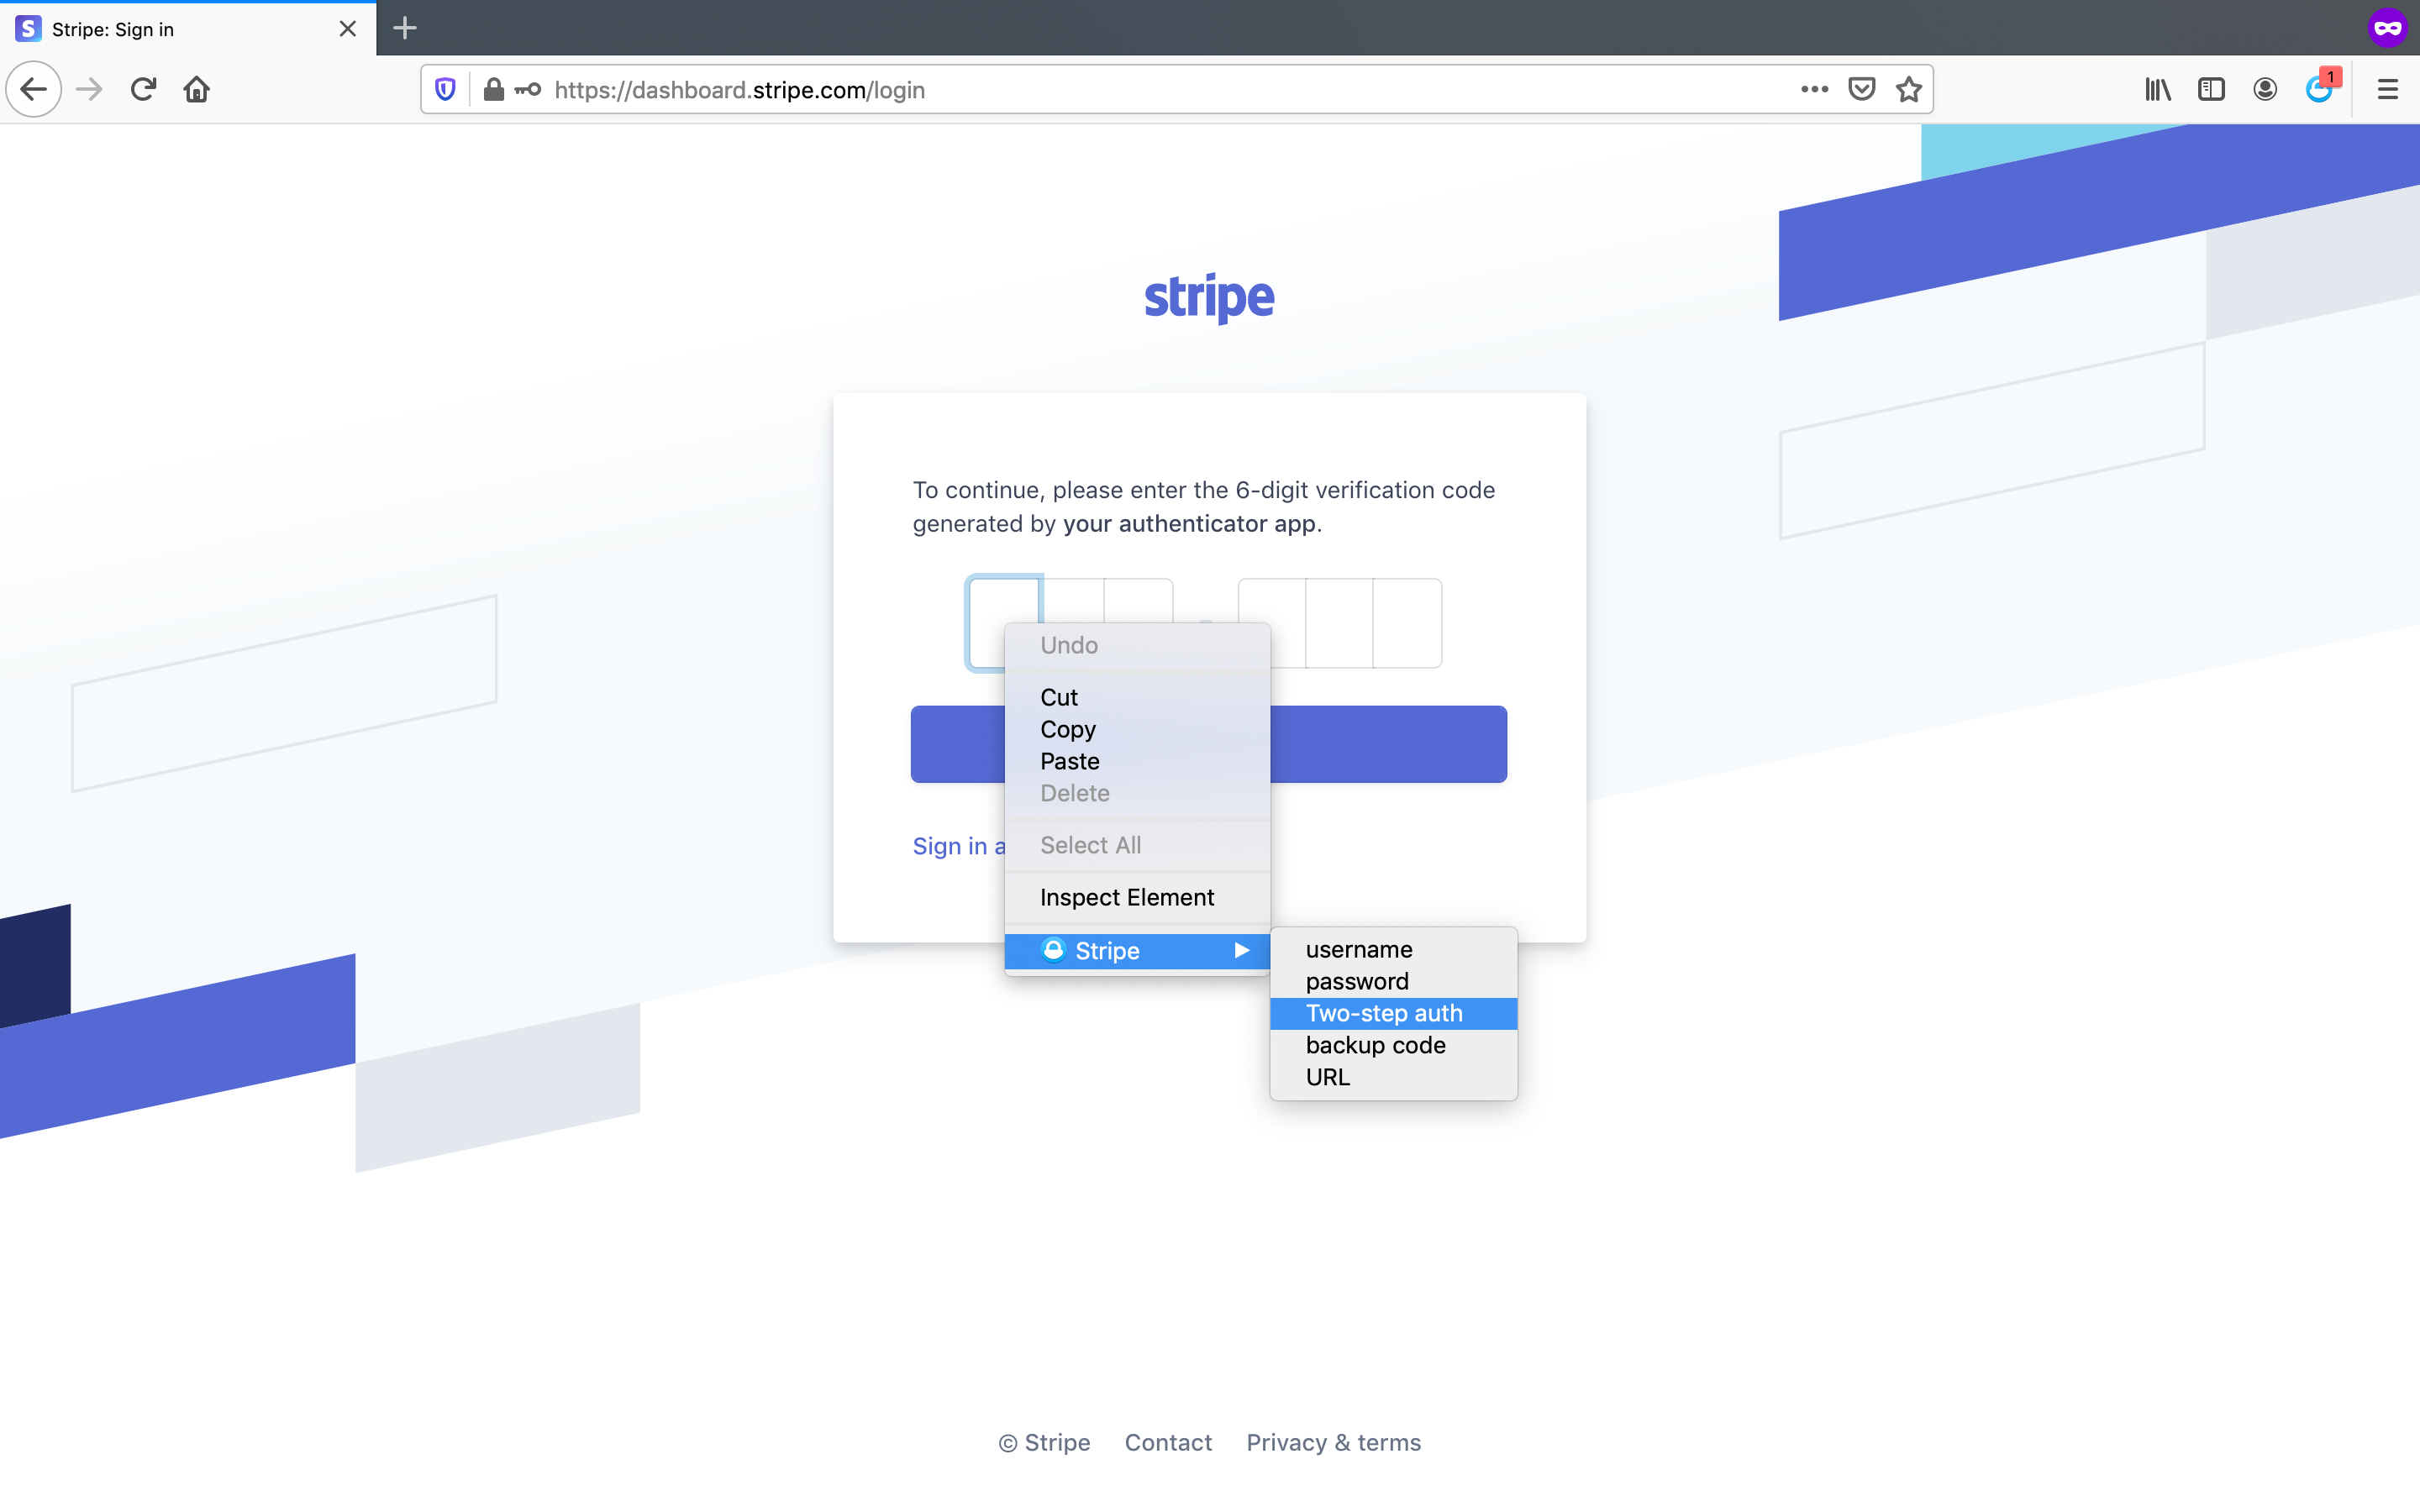 Stripe: Sign in
1
https://dashboard.stripe.com/login
stripe
To continue, please enter the 6-digit verification code
generated by your authenticator app.
Undo
Cut
Copy
Paste
Delete
Sign in a
Select All
Inspect Element
Stripe
username
password
Two-step auth
backup code
URL
© Stripe Contact Privacy & terms